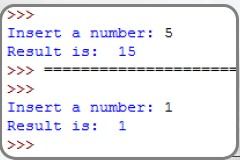 >>>
Insert a number: 5
Result is:  15
>>> ======================
>>>
Insert a number: 1
Result is:  1
>>>